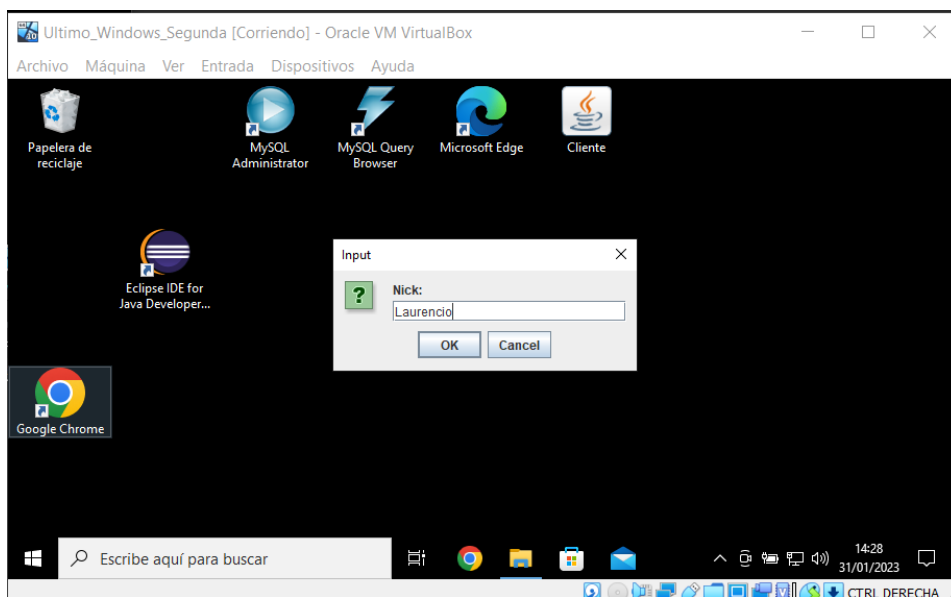 Ultimo_Windows_Segunda [Corriendo] - Oracle VM VirtualBox
Archivo Máquina Ver Entrada Dispositivos Ayuda
Papelera de
reciclaje
MySQL
Administrator
MySQL Query
Browser
Microsoft Edge
Cliente
Eclipse IDE for
Java Developer...
Input
Nick:
Laurencio
OK Cancel
Google Chrome
Escribe aquí para buscar
14:28
31/01/2023
CTRL DERECHA